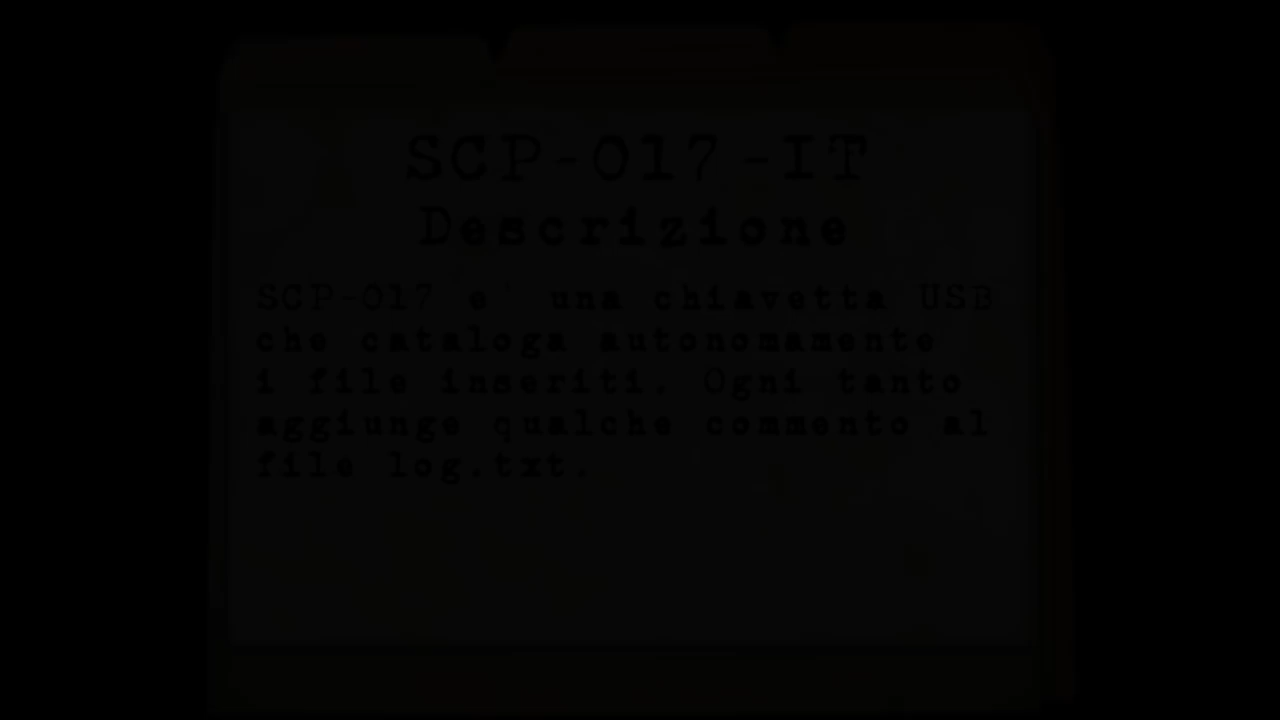 SCP-017-IT
Descrizione
SCP-017 e' una chiavetta USB
che cataloga autonomamente
i file inseriti. Ogni tanto
aggiunge qualche commento al
file log.txt.